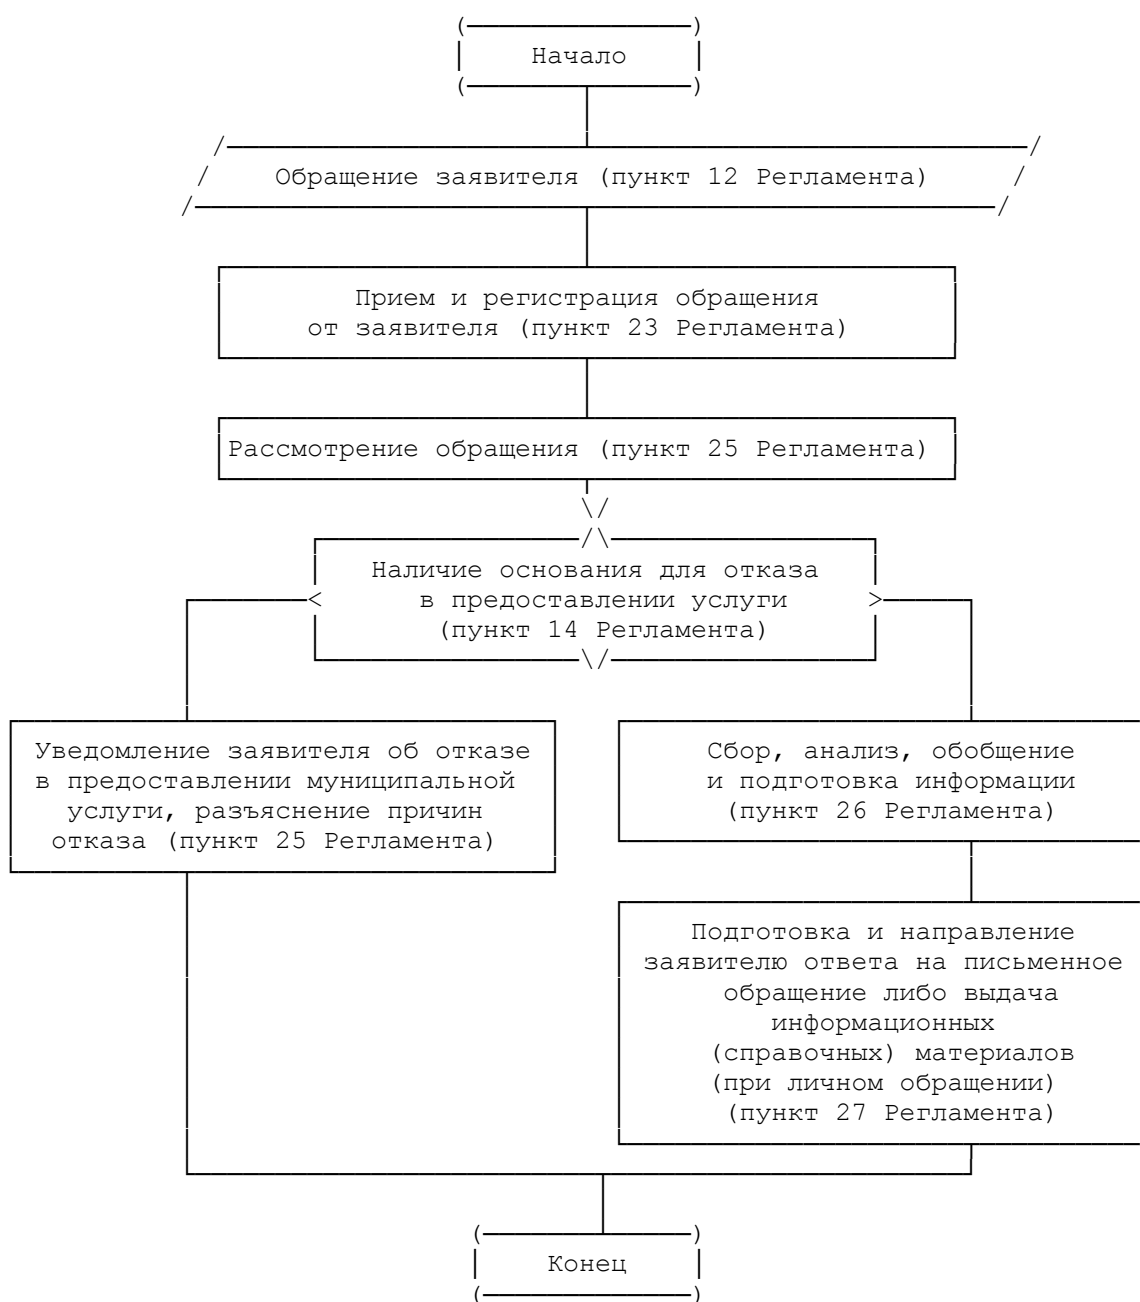 Начало
Обращение заявителя (пункт 12 Регламента)
Прием и регистрация обращения
от заявителя (пункт 23 Регламента)
Рассмотрение обращения (пункт 25 Регламента)
Наличие основания для отказа
в предоставлении услуги
(пункт 14 Регламента)
Уведомление заявителя об отказе
в предоставлении муниципальной
услуги, разъяснение причин
отказа (пункт 25 Регламента)
Сбор, анализ, обобщение
и подготовка информации
(пункт 26 Регламента)
Подготовка и направление
заявителю ответа на письменное
обращение либо выдача
информационных
(справочных) материалов
(при личном обращении)
(пункт 27 Регламента)
Конец